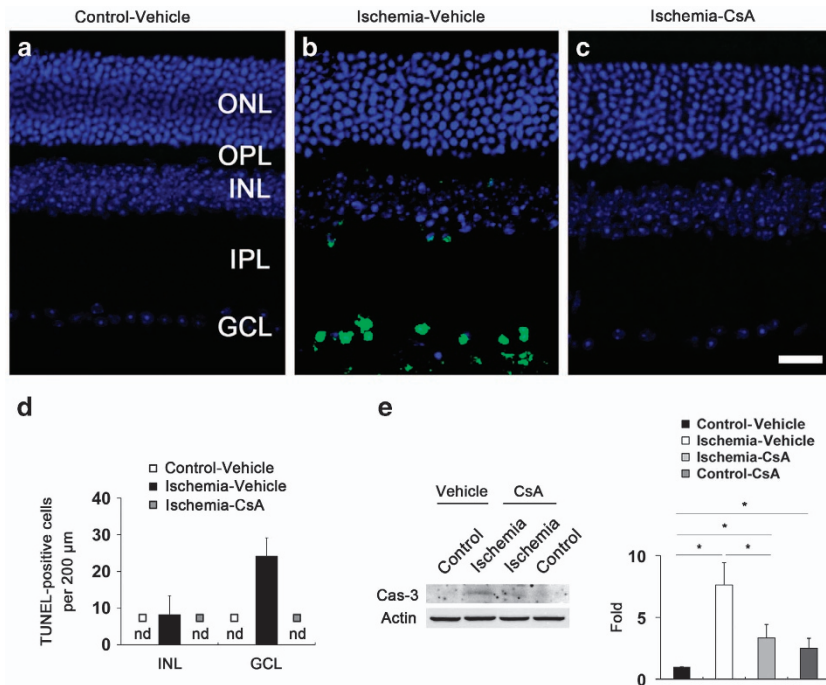 Control-Vehicle Ischemia-Vehicle Ischemia-CsA
a b c
ONL
OPL
INL
IPL
GCL
d
Control-Vehicle
Ischemia-Vehicle
Ischemia-CsA
TUNEL-positive cells
per 200 µm
40
30
20
10
0
nd nd nd nd
INL GCL
e
Vehicle CsA
Control Ischemia Ischemia Control
Cas-3
Actin
Control-Vehicle
Ischemia-Vehicle
Ischemia-CsA
Control-CsA
*
*
* *
Fold
10
5
0